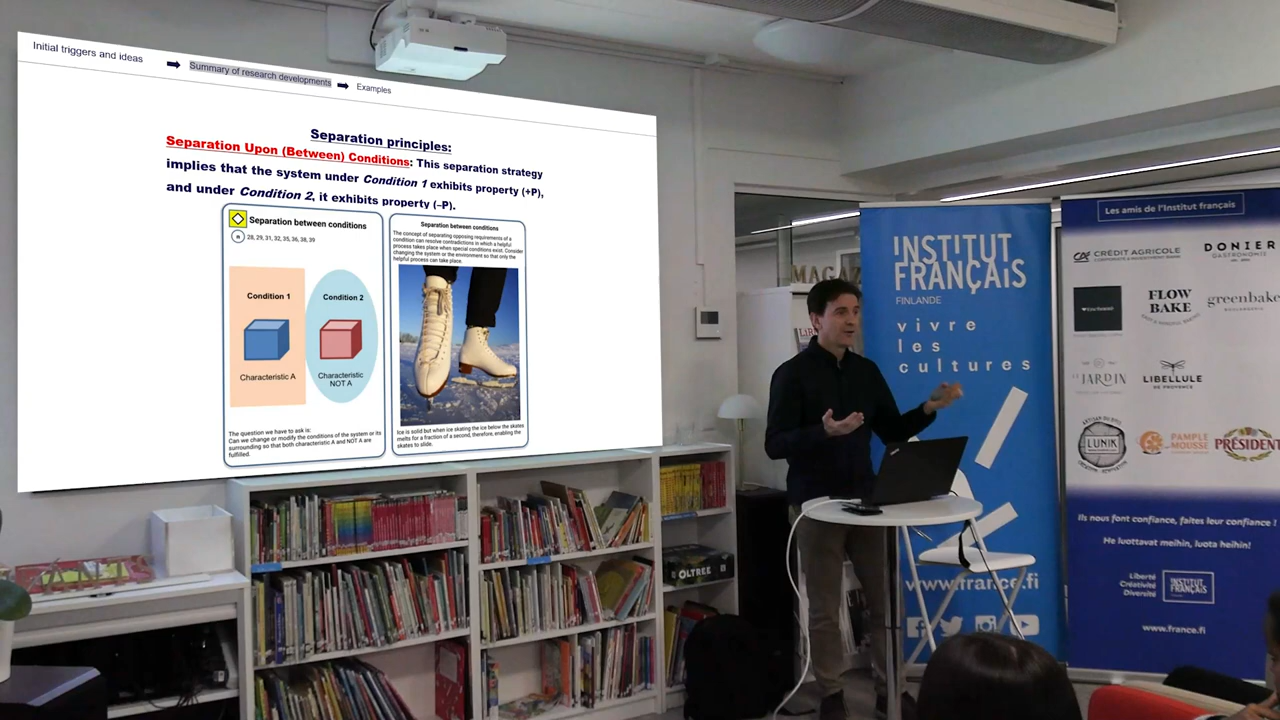 Initial triggers and ideas
Summary of research developments
Examples
Separation principles:
Separation Upon (Between) Conditions: This separation strategy
implies that the system under Condition 1 exhibits property (+P),
and under Condition 2, it exhibits property (–P).
Separation between conditions
28, 29, 31, 32, 35, 36, 38, 39
Condition 1
Condition 2
Characteristic A
Characteristic
NOT A
The question we have to ask is:
Can we change or modify the conditions of the system or its
surrounding so that both characteristic A and NOT A are
fulfilled.
Separation between conditions
The concept of separating opposing requirements of a
condition can resolve contradictions in which a helpful
process takes place when special conditions exist. Consider
changing the system or the environment so that only the
helpful process can take place.
Ice is solid but when ice skating the ice below the skates
melts for a fraction of a second, therefore, enabling the
skates to slide.
MAGAZ
OLTRÉE
INSTITUT
FRANÇAIS
FINLANDE
vivre
les
cultures
www.france.fi
Les amis de l'Institut français
CRÉDIT AGRICOLE
DONIER
GASTRONOMIE
FLOW
BAKE
greenbake
LE JARDIN
LIBELLULE
DE PROVENCE
LUNIK
PAMPLE
MOUSSE
PRÉSIDENT
Ils nous font confiance, faites leur confiance !
He luottavat meihin, luota heihin!
Liberté
Créativité
Diversité
INSTITUT
FRANÇAIS
www.france.fi